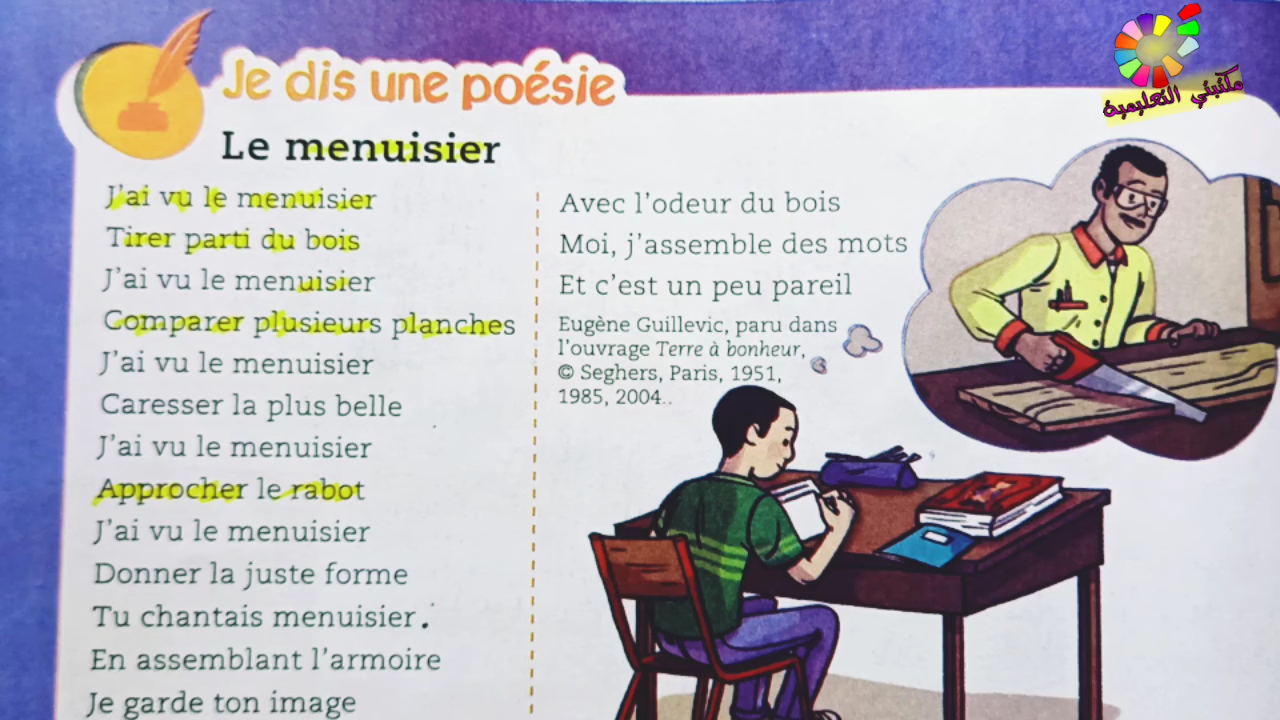 Je dis une poésie
Le menuisier
J'ai vu le menuisier
Tirer parti du bois
J'ai vu le menuisier
Comparer plusieurs planches
J'ai vu le menuisier
Caresser la plus belle
J'ai vu le menuisier
Approcher le rabot
J'ai vu le menuisier
Donner la juste forme
Tu chantais menuisier.
En assemblant l'armoire
Je garde ton image
Avec l'odeur du bois
Moi, j'assemble des mots
Et c'est un peu pareil
Eugène Guillevic, paru dans
l'ouvrage Terre à bonheur,
© Seghers, Paris, 1951,
1985, 2004..
مكتبتي التعليمية